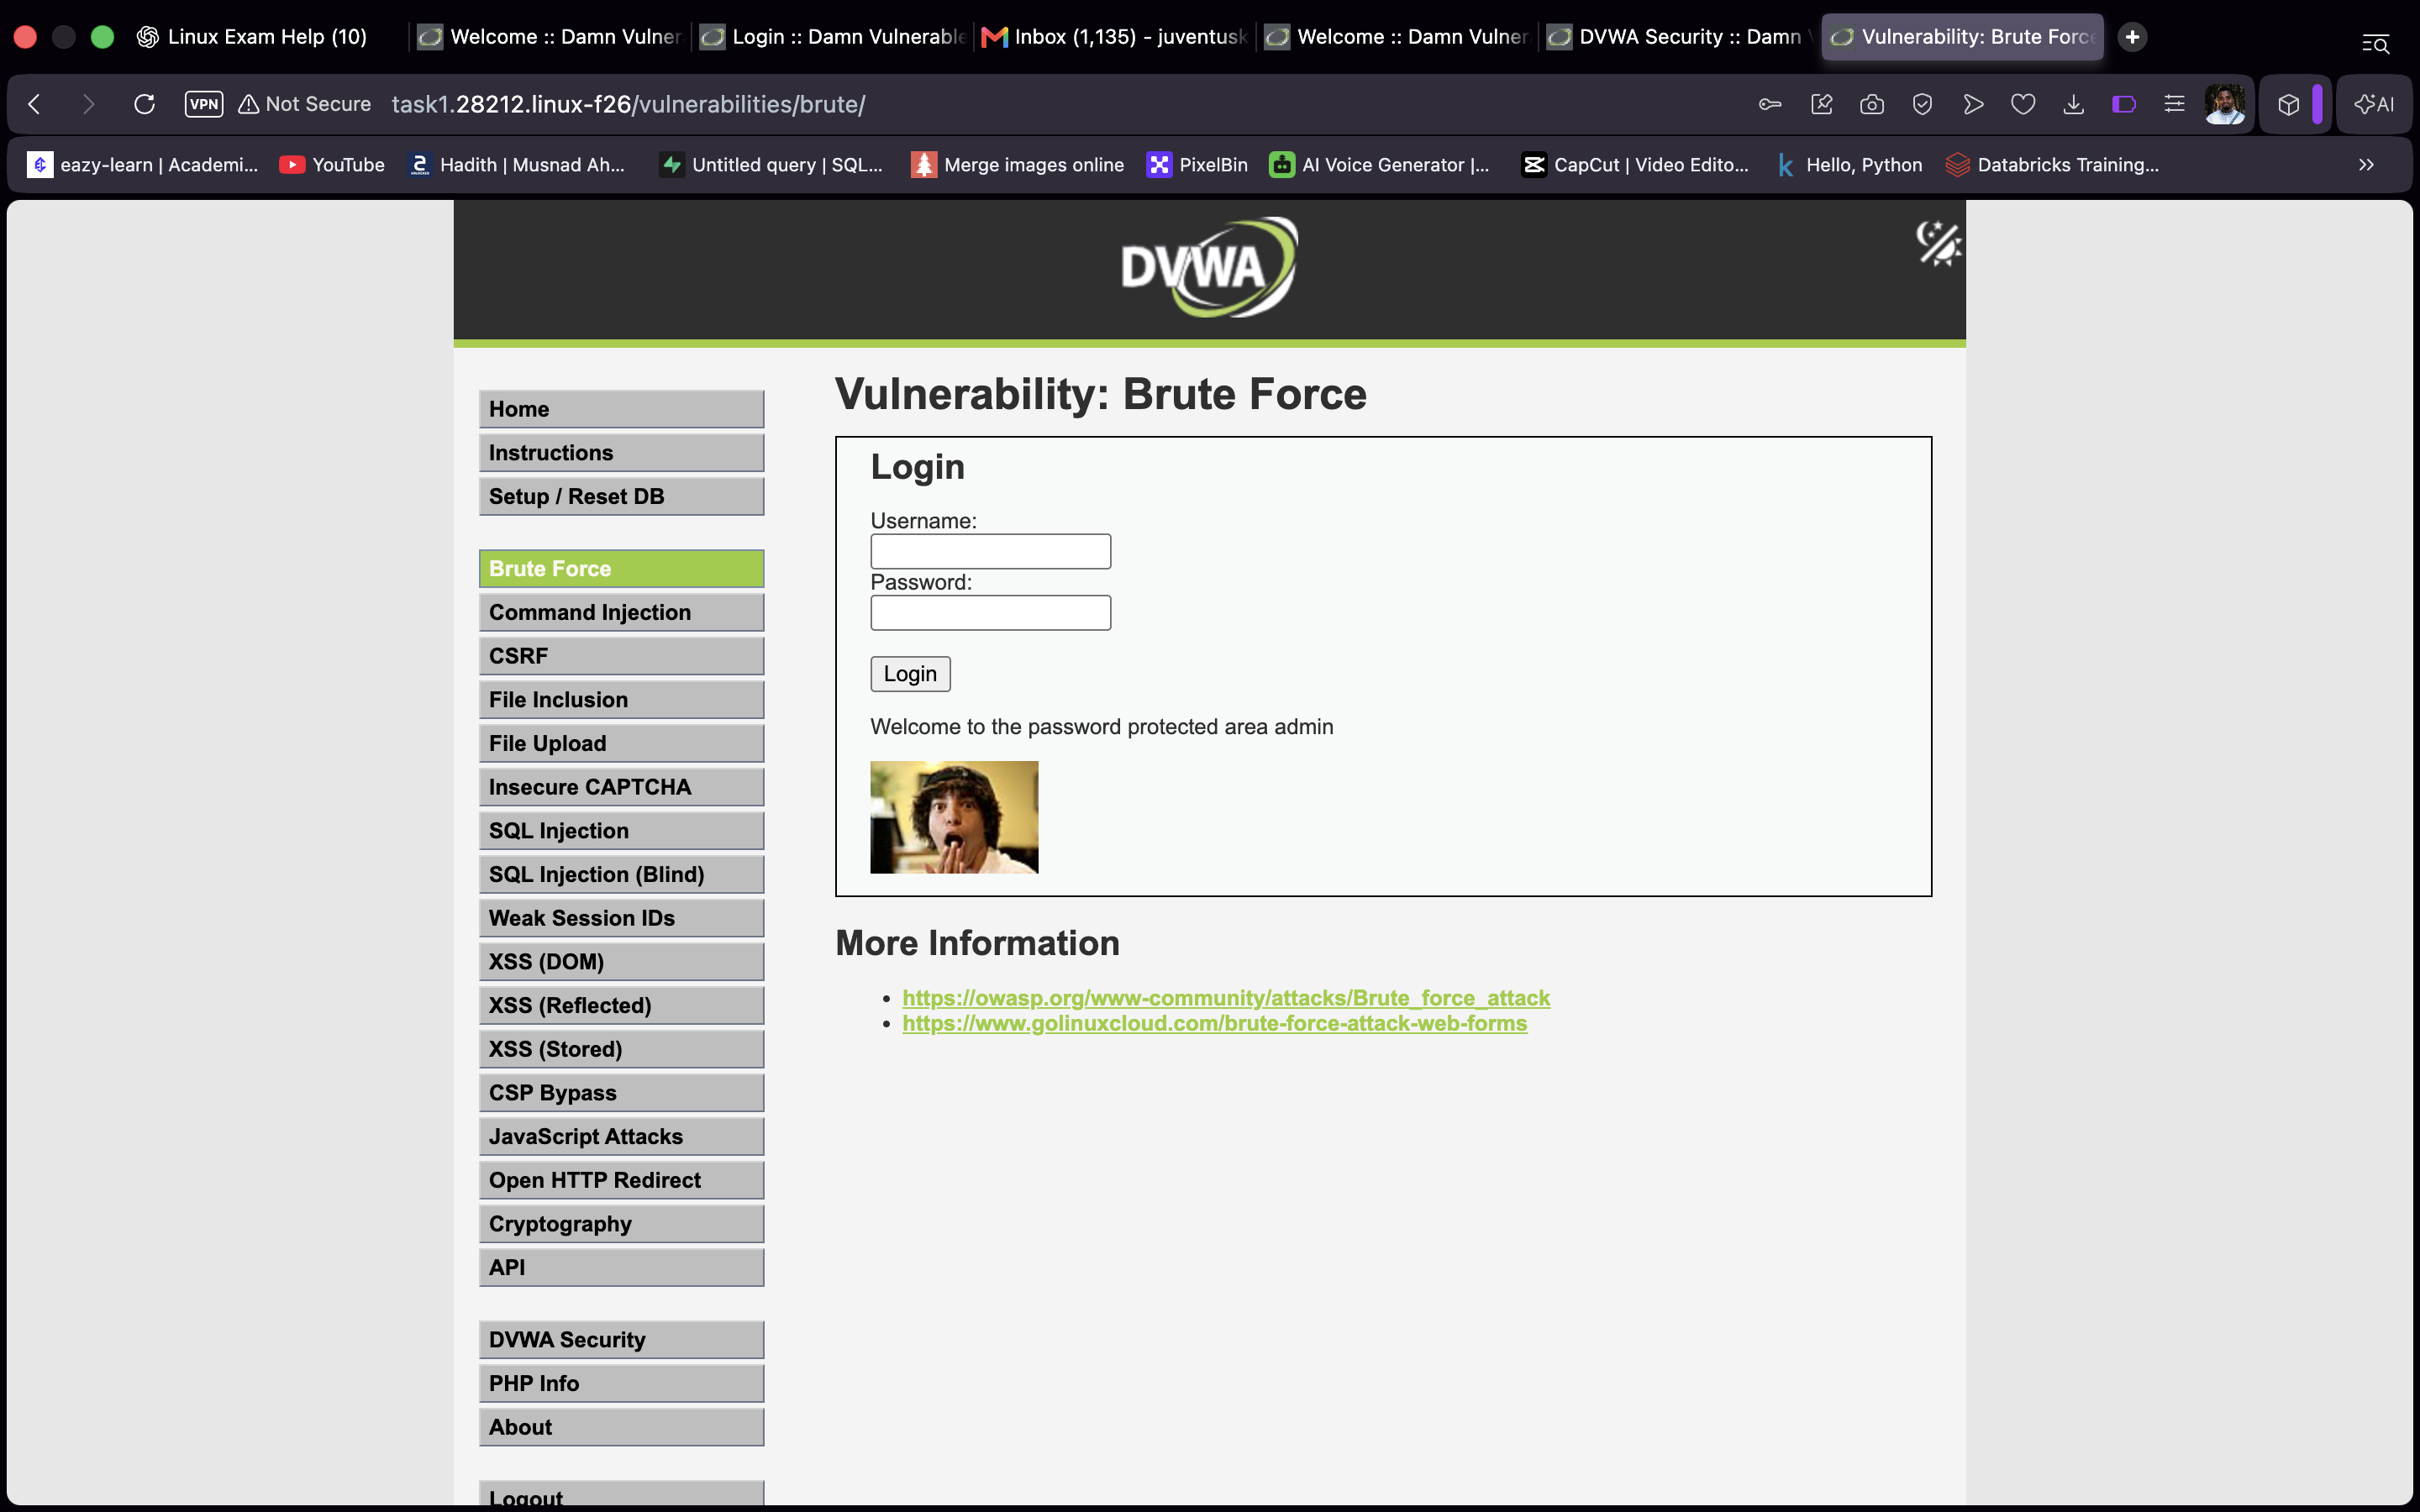 Linux Exam Help (10)
Welcome :: Damn Vulner
Login :: Damn Vulnerable
Inbox (1,135) - juventusk
Welcome :: Damn Vulner
DVWA Security :: Damn
Vulnerability: Brute Forc
VPN
Not Secure
task1.28212.linux-f26/vulnerabilities/brute/
AI
eazy-learn | Academi...
YouTube
Hadith | Musnad Ah...
Untitled query | SQL...
Merge images online
PixelBin
AI Voice Generator |...
CapCut | Video Edito...
Hello, Python
Databricks Training...
DVWA
Home
Instructions
Setup / Reset DB
Brute Force
Command Injection
CSRF
File Inclusion
File Upload
Insecure CAPTCHA
SQL Injection
SQL Injection (Blind)
Weak Session IDs
XSS (DOM)
XSS (Reflected)
XSS (Stored)
CSP Bypass
JavaScript Attacks
Open HTTP Redirect
Cryptography
API
DVWA Security
PHP Info
About
Logout
Vulnerability: Brute Force
Login
Username:
Password:
Login
Welcome to the password protected area admin
More Information
https://owasp.org/www-community/attacks/Brute_force_attack
https://www.golinuxcloud.com/brute-force-attack-web-forms